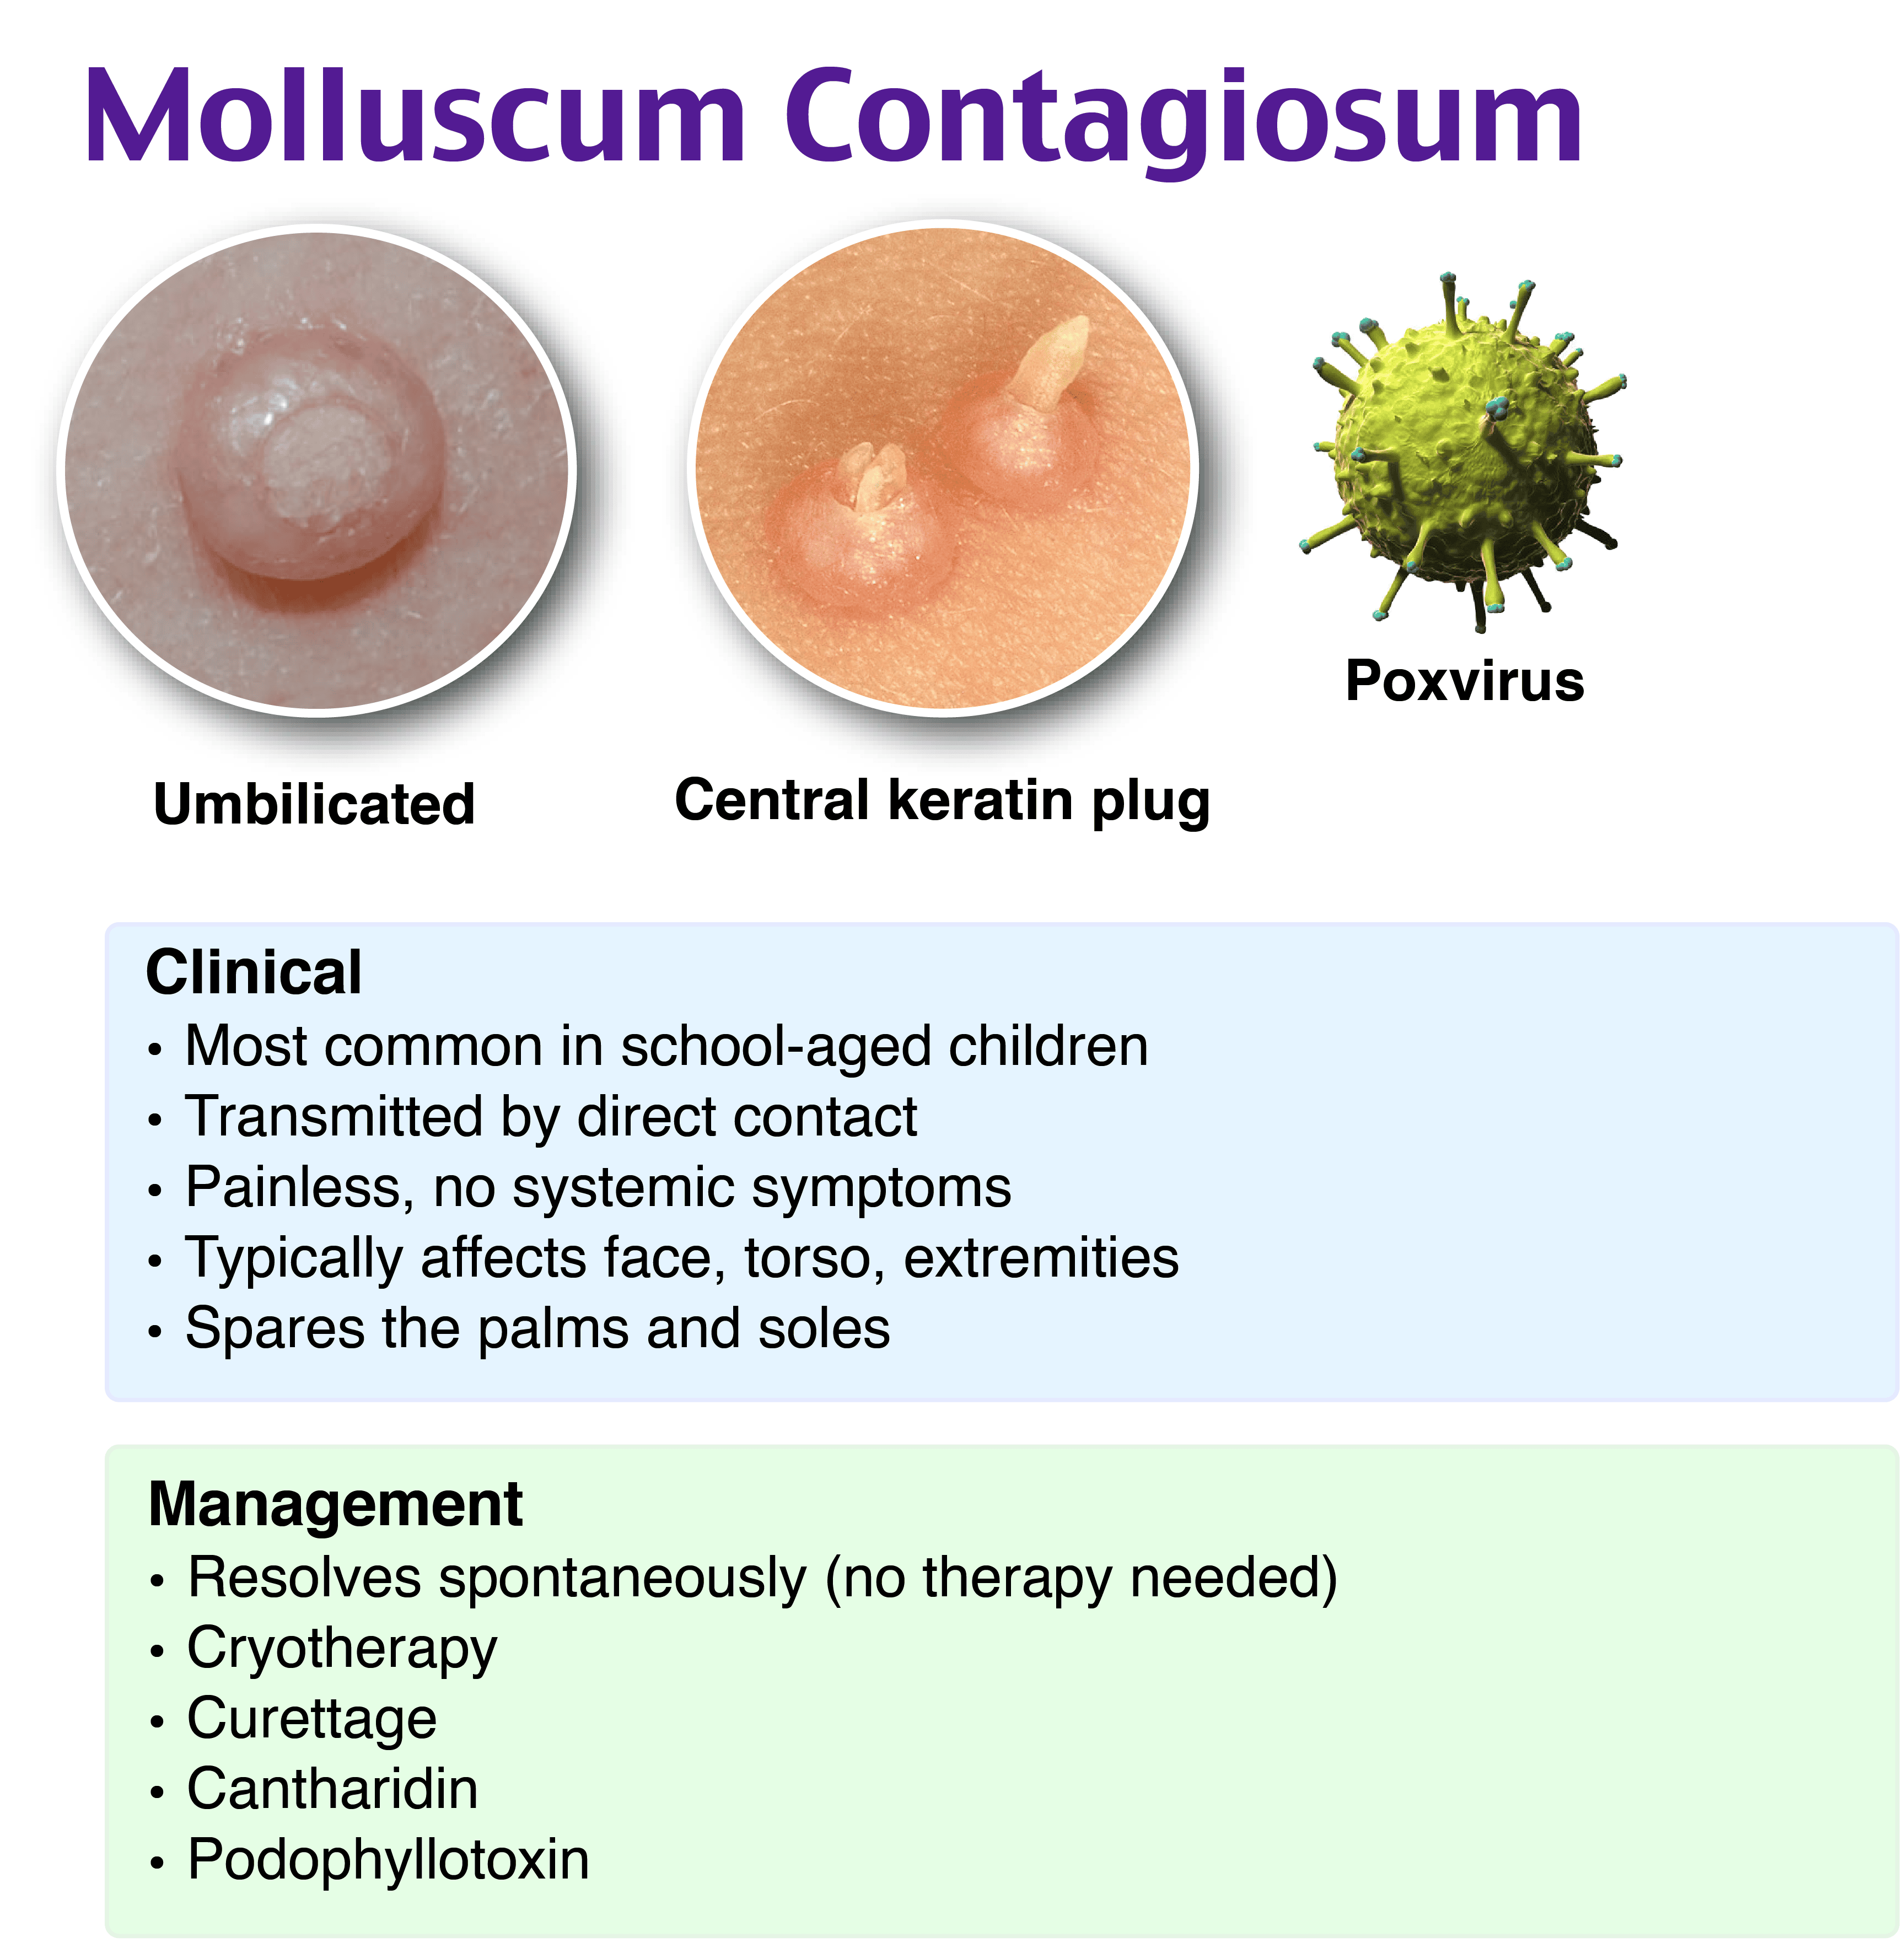 Molluscum Contagiosum
Umbilicated
Central keratin plug
Poxvirus
Clinical
• Most common in school-aged children
• Transmitted by direct contact
• Painless, no systemic symptoms
• Typically affects face, torso, extremities
• Spares the palms and soles
Management
• Resolves spontaneously (no therapy needed)
• Cryotherapy
• Curettage
• Cantharidin
• Podophyllotoxin